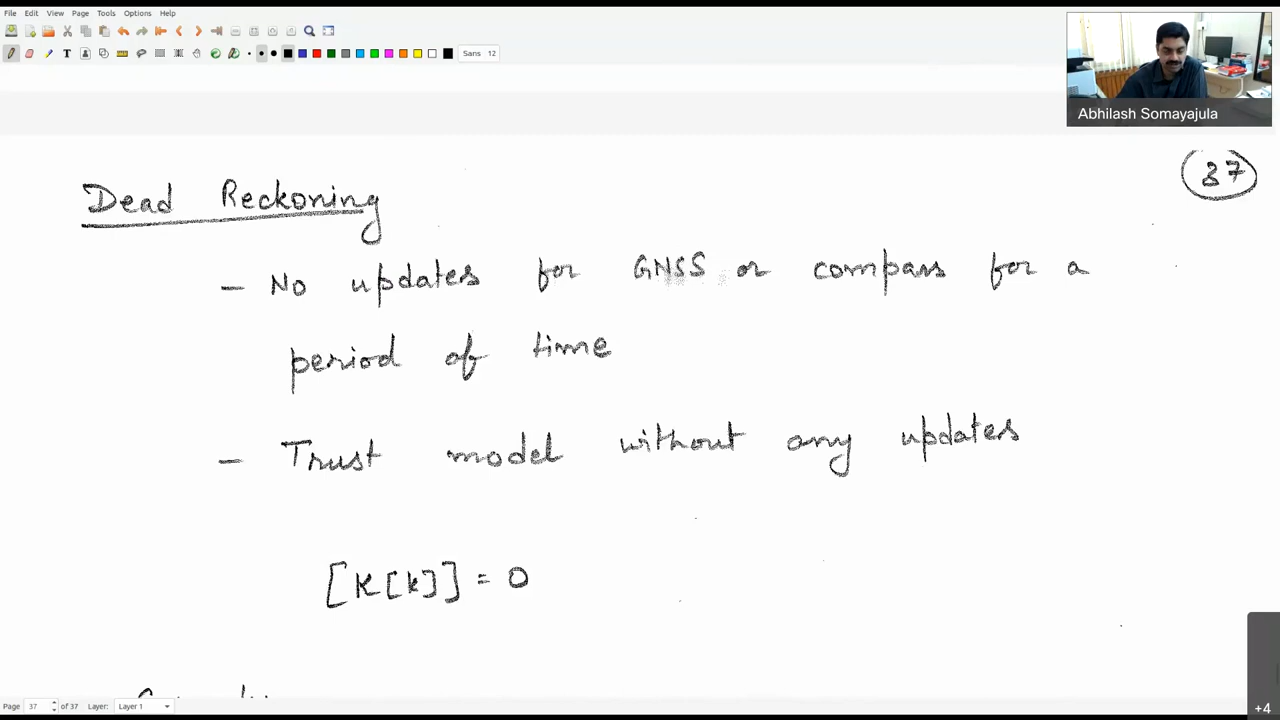 File Edit View Page Tools Options Help
Sans 12
Abhilash Somayajula
37
Dead Reckoning
- No updates for GNSS or compass for a
period of time
- Trust model without any updates
[K[k]] = 0
Page 37 of 37 Layer: Layer 1
+4